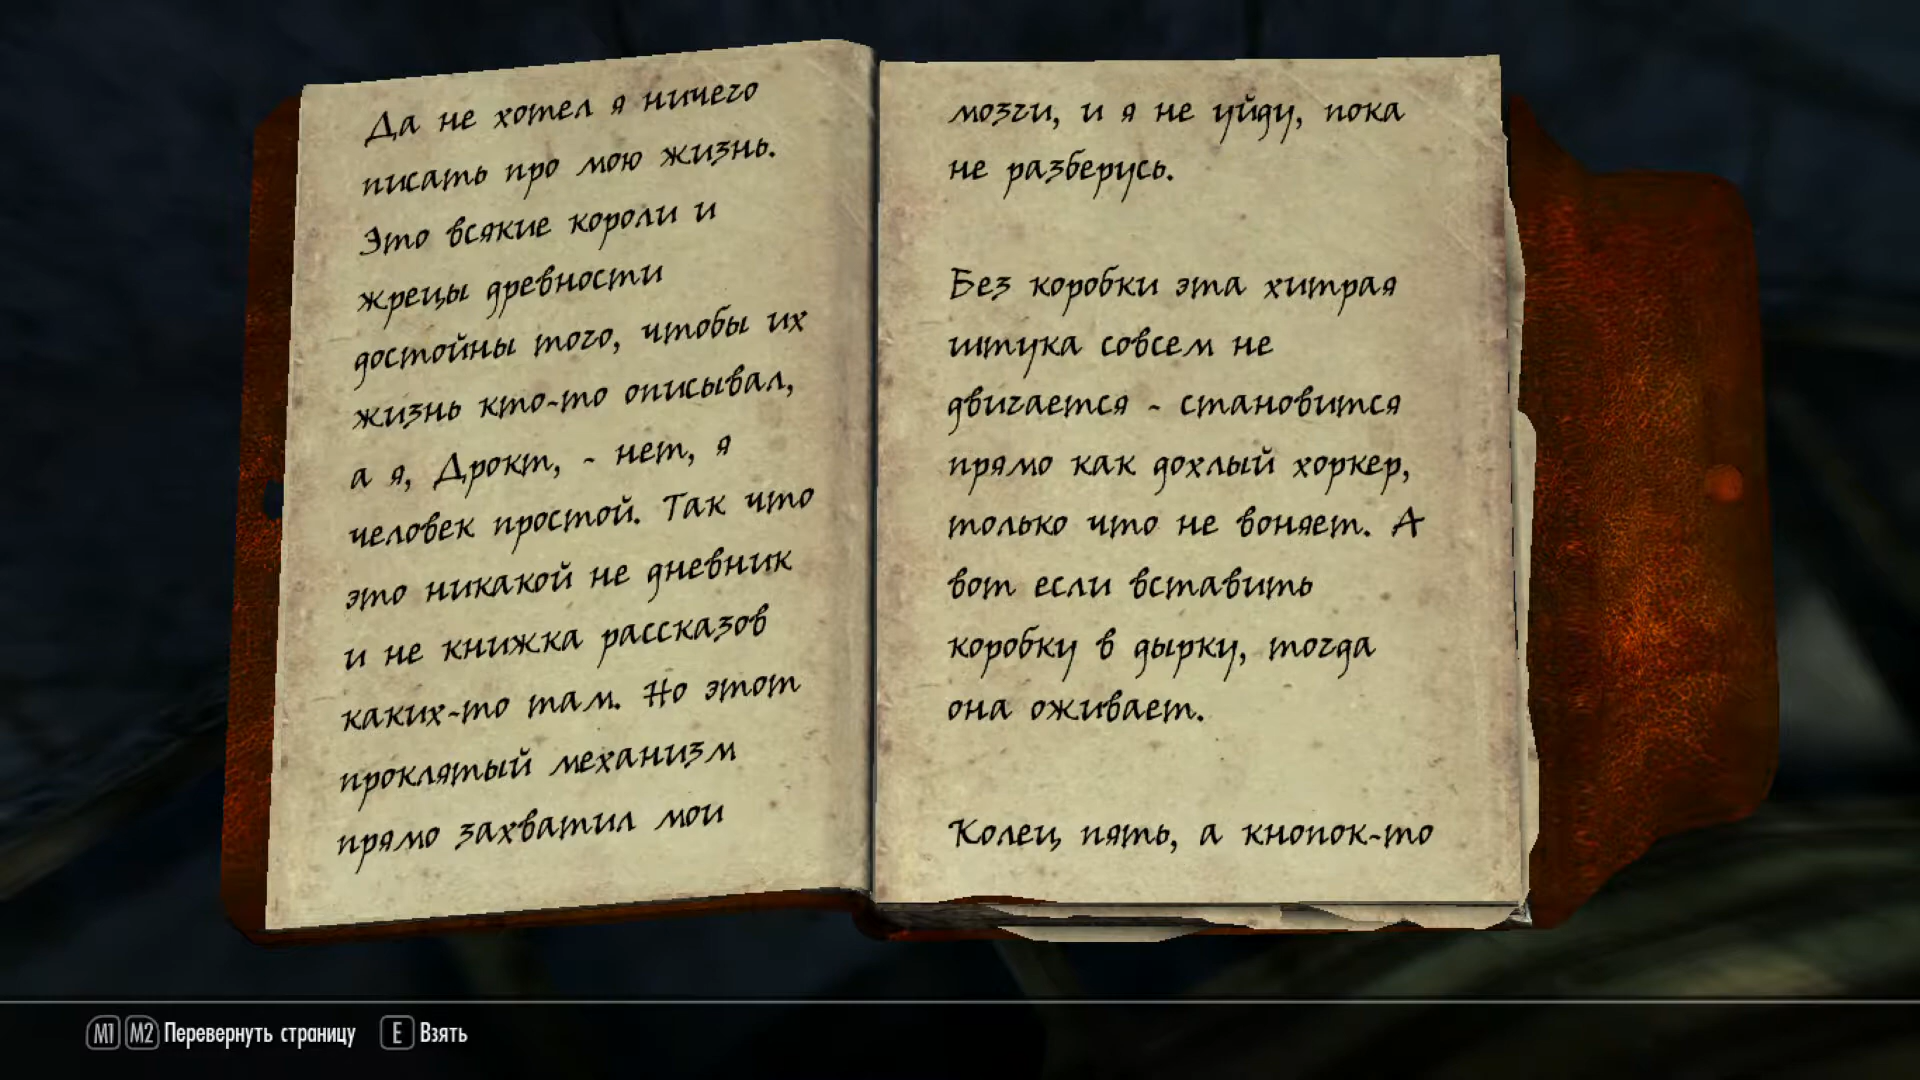 Да не хотел я ничего
писать про мою жизнь.
Это всякие короли и
жрецы древности
достойны того, чтобы их
жизнь кто-то описывал,
а я, Дрокт, - нет, я
человек простой. Так что
это никакой не дневник
и не книжка рассказов
каких-то там. Но этот
проклятый механизм
прямо захватил мои
мозги, и я не уйду, пока
не разберусь.
Без коробки эта хитрая
штука совсем не
двигается - становится
прямо как дохлый хоркер,
только что не воняет. А
вот если вставить
коробку в дырку, тогда
она оживает.
Колец пять, а кнопок-то
M1 M2 Перевернуть страницу E Взять